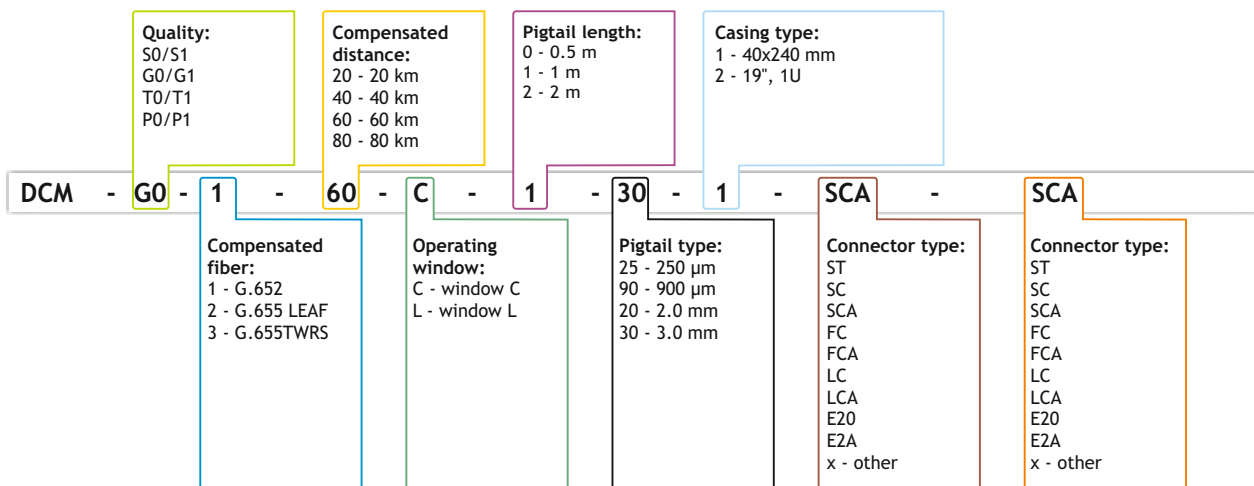 Quality:
S0/S1
G0/G1
T0/T1
P0/P1
Compensated
distance:
20 - 20 km
40 - 40 km
60 - 60 km
80 - 80 km
Pigtail length:
0 - 0.5 m
1 - 1 m
2 - 2 m
Casing type:
1 - 40x240 mm
2 - 19", 1U
DCM - G0 - 1 - 60 - C - 1 - 30 - 1 - SCA - SCA
Compensated
fiber:
1 - G.652
2 - G.655 LEAF
3 - G.655TWRS
Operating
window:
C - window C
L - window L
Pigtail type:
25 - 250 µm
90 - 900 µm
20 - 2.0 mm
30 - 3.0 mm
Connector type:
ST
SC
SCA
FC
FCA
LC
LCA
E20
E2A
x - other
Connector type:
ST
SC
SCA
FC
FCA
LC
LCA
E20
E2A
x - other